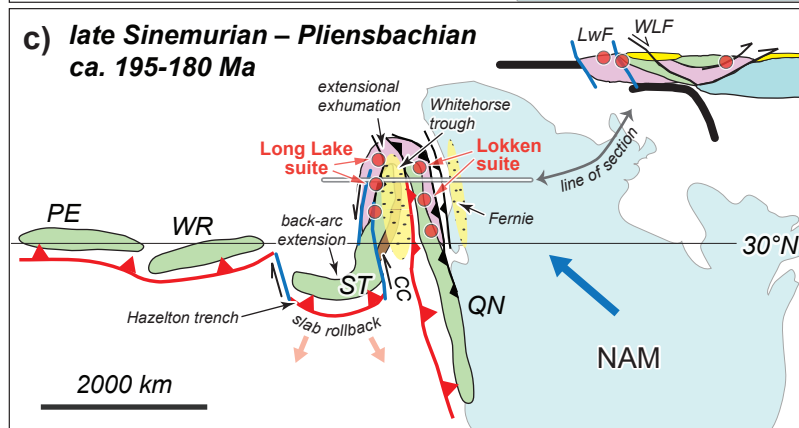 c) late Sinemurian – Pliensbachian
ca. 195-180 Ma
LwF
WLF
extensional
exhumation
Whitehorse
trough
Long Lake
suite
Lokken
suite
line of section
Fernie
PE
WR
back-arc
extension
30°N
ST
CC
QN
Hazelton trench
slab rollback
NAM
2000 km